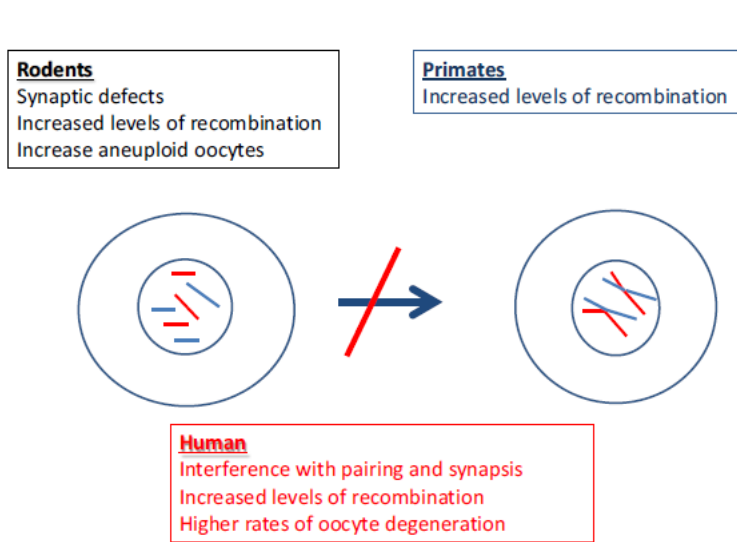 Rodents
Synaptic defects
Increased levels of recombination
Increase aneuploid oocytes
Primates
Increased levels of recombination
Human
Interference with pairing and synapsis
Increased levels of recombination
Higher rates of oocyte degeneration